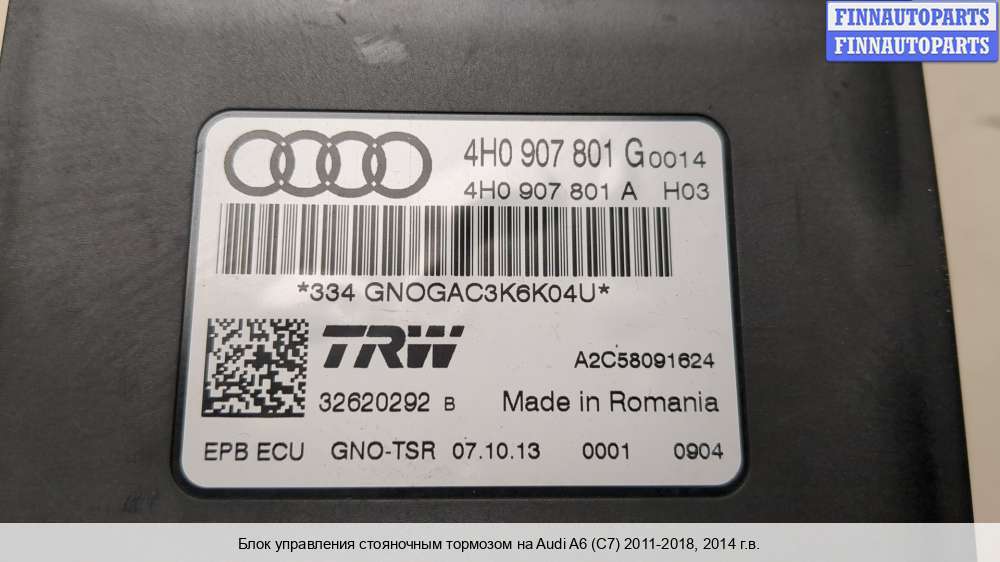 FINNAUTOPARTS
FINNAUTOPARTS
4H0 907 801 G 0014
4H0 907 801 A H03
*334 GNOGAC3K6K04U*
TRW
A2C58091624
32620292 B Made in Romania
EPB ECU GNO-TSR 07.10.13 0001 0904
Блок управления стояночным тормозом на Audi A6 (C7) 2011-2018, 2014 г.в.